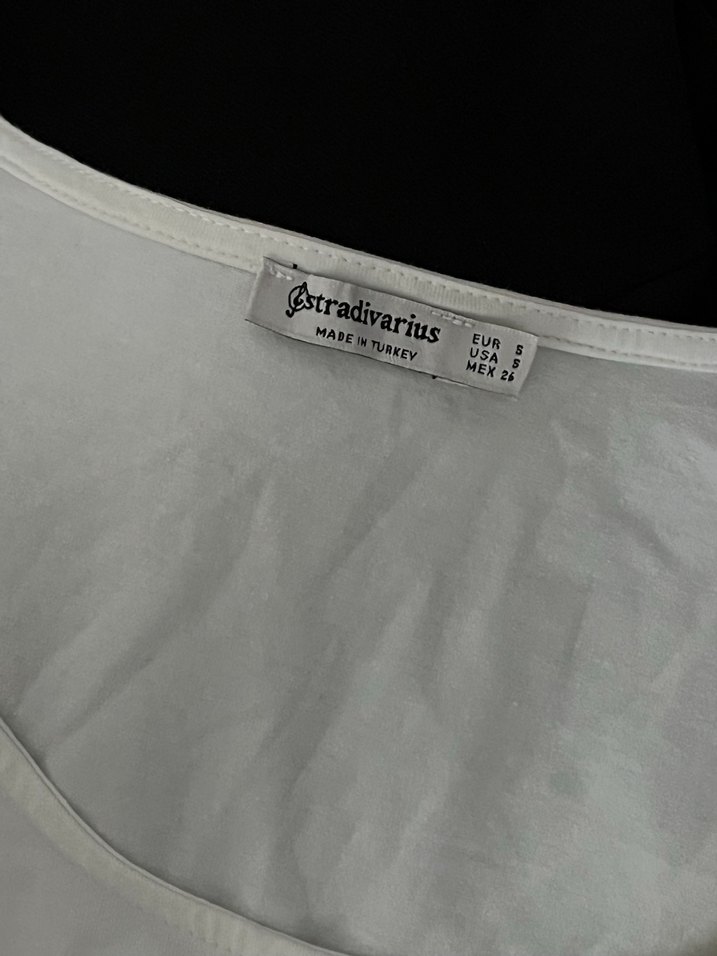 stradivarius
MADE IN TURKEY
EUR S
USA S
MEX 26